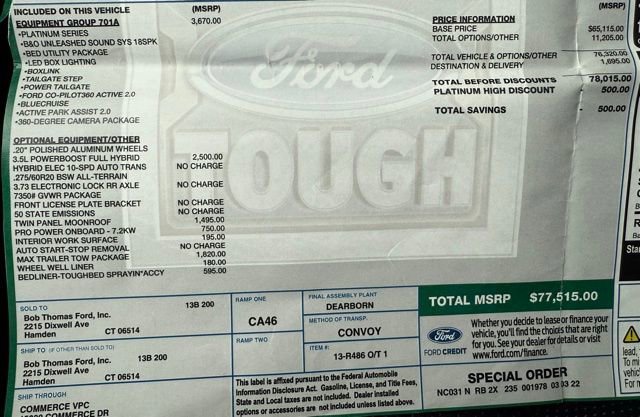 INCLUDED ON THIS VEHICLE (MSRP)
EQUIPMENT GROUP 701A 3,670.00
•PLATINUM SERIES
•B&O UNLEASHED SOUND SYS 18SPK
•BED UTILITY PACKAGE
•LED BOX LIGHTING
•BOXLINK
•TAILGATE STEP
•POWER TAILGATE
•FORD CO-PILOT360 ACTIVE 2.0
•BLUECRUISE
•ACTIVE PARK ASSIST 2.0
•360-DEGREE CAMERA PACKAGE
OPTIONAL EQUIPMENT/OTHER
.20" POLISHED ALUMINUM WHEELS
3.5L POWERBOOST FULL HYBRID 2,500.00
HYBRID ELEC 10-SPD AUTO TRANS NO CHARGE
.275/60R20 BSW ALL-TERRAIN
3.73 ELECTRONIC LOCK RR AXLE NO CHARGE
7350# GVWR PACKAGE
FRONT LICENSE PLATE BRACKET NO CHARGE
50 STATE EMISSIONS NO CHARGE
TWIN PANEL MOONROOF 1,495.00
PRO POWER ONBOARD - 7.2KW 750.00
INTERIOR WORK SURFACE 195.00
AUTO START-STOP REMOVAL NO CHARGE
MAX TRAILER TOW PACKAGE 1,820.00
WHEEL WELL LINER 180.00
BEDLINER-TOUGHBED SPRAYIN*ACCY 595.00
Ford
TOUGH
(MSRP)
PRICE INFORMATION
BASE PRICE $65,115.00
TOTAL OPTIONS/OTHER 11,205.00
TOTAL VEHICLE & OPTIONS/OTHER 76,320.00
DESTINATION & DELIVERY 1,695.00
TOTAL BEFORE DISCOUNTS 78,015.00
PLATINUM HIGH DISCOUNT - 500.00
TOTAL SAVINGS - 500.00
TOTAL MSRP $77,515.00
SOLD TO 13B 200
Bob Thomas Ford, Inc.
2215 Dixwell Ave
Hamden CT 06514
SHIP TO (IF OTHER THAN SOLD TO)
Bob Thomas Ford, Inc. 13B 200
2215 Dixwell Ave
Hamden CT 06514
SHIP THROUGH
COMMERCE VPC
RAMP ONE
CA46
RAMP TWO
FINAL ASSEMBLY PLANT
DEARBORN
METHOD OF TRANSP.
CONVOY
ITEM #:
13-R486 O/T 1
This label is affixed pursuant to the Federal Automobile
Information Disclosure Act. Gasoline, License, and Title Fees,
State and Local taxes are not included. Dealer installed
options or accessories are not included unless listed above.
Ford
FORD CREDIT
Whether you decide to lease or finance your
vehicle, you'll find the choices that are right
for you. See your dealer for details or visit
www.ford.com/finance.
SPECIAL ORDER
NC031 N RB 2X 235 001978 03 03 22